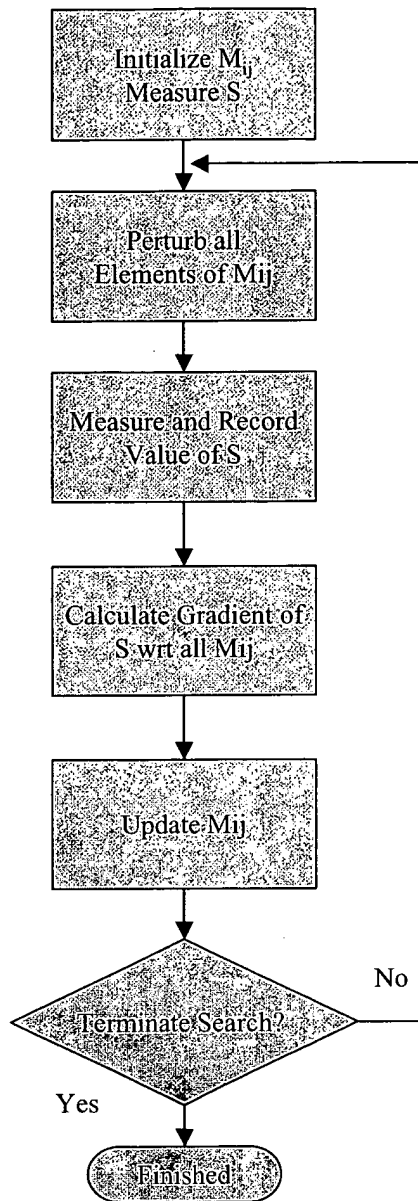 Initialize Mij
Measure S
Perturb all
Elements of Mij
Measure and Record
Value of S
Calculate Gradient of
S wrt all Mij
Update Mij
Terminate Search?
No
Yes
Finished